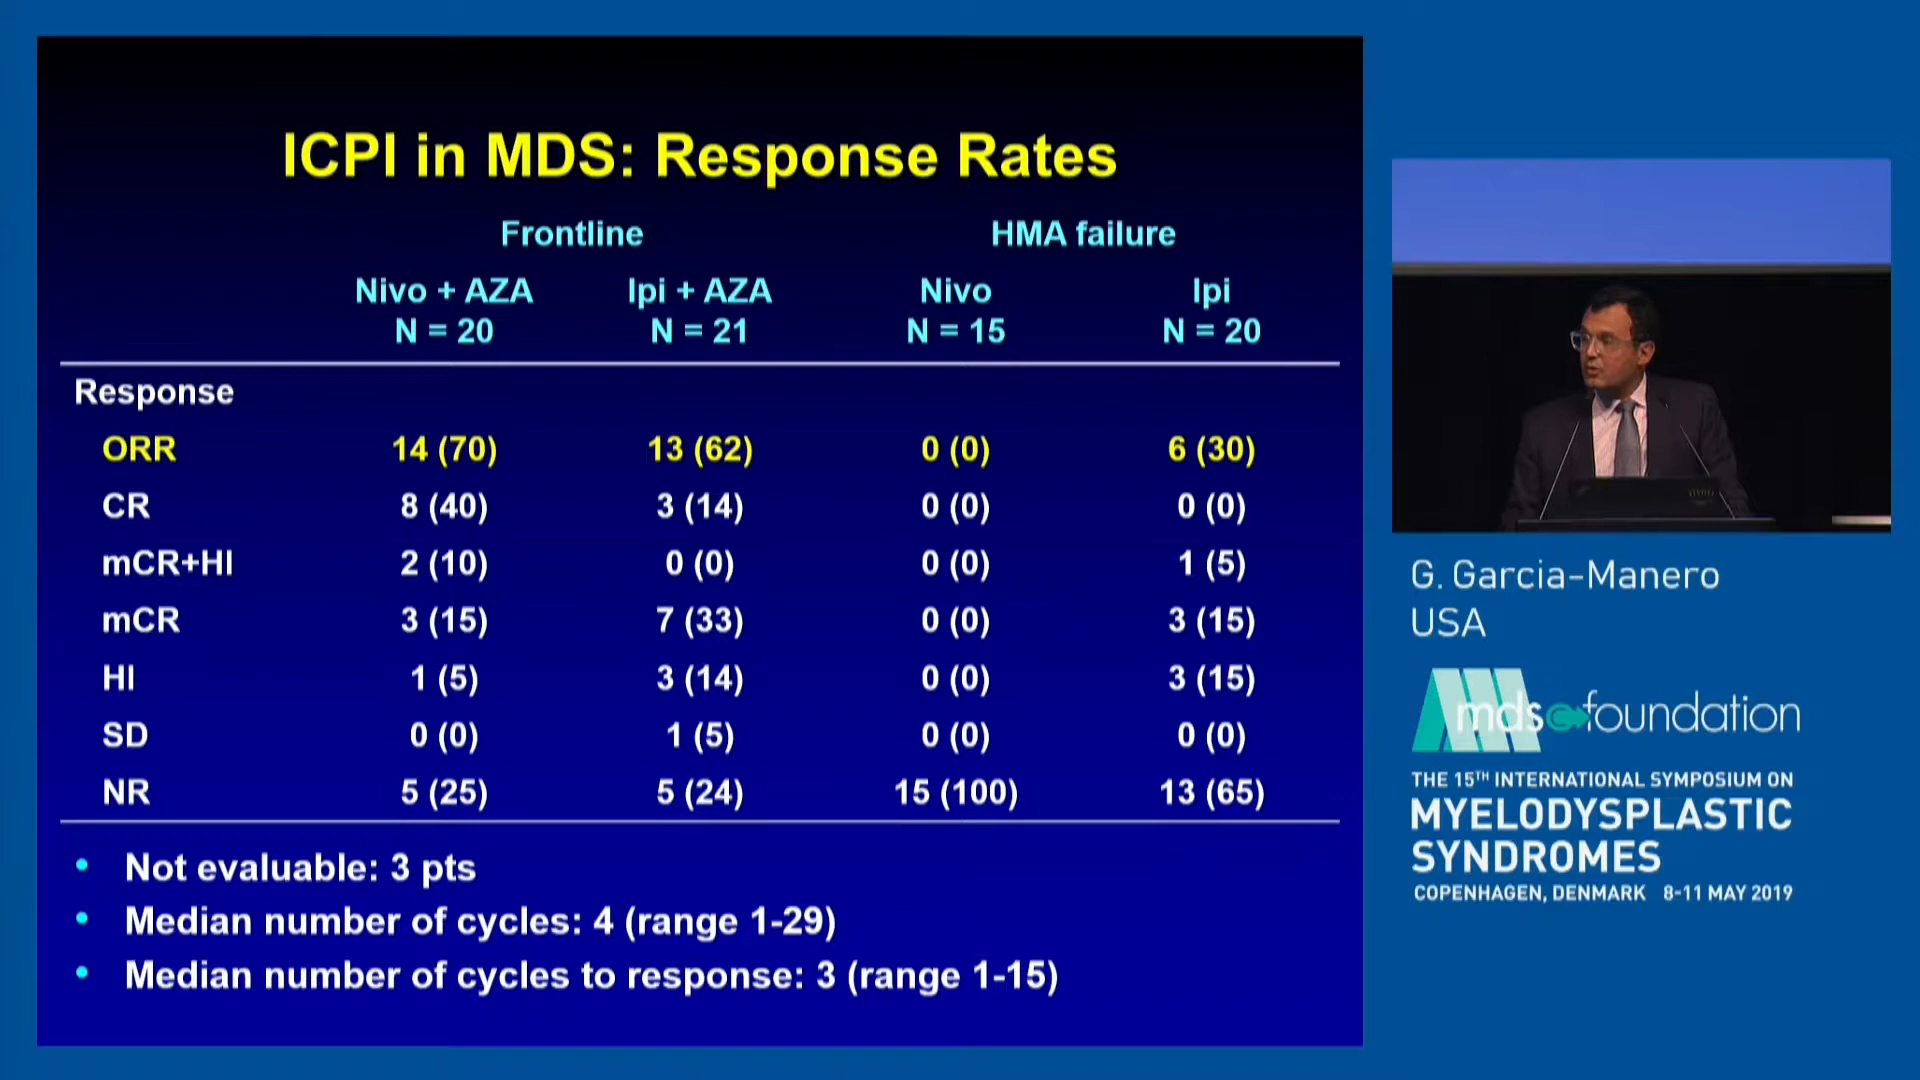 ICPI in MDS: Response Rates
Frontline HMA failure
Nivo + AZA Ipi + AZA Nivo Ipi
N = 20 N = 21 N = 15 N = 20
Response
ORR 14 (70) 13 (62) 0 (0) 6 (30)
CR 8 (40) 3 (14) 0 (0) 0 (0)
mCR+HI 2 (10) 0 (0) 0 (0) 1 (5)
mCR 3 (15) 7 (33) 0 (0) 3 (15)
HI 1 (5) 3 (14) 0 (0) 3 (15)
SD 0 (0) 1 (5) 0 (0) 0 (0)
NR 5 (25) 5 (24) 15 (100) 13 (65)
• Not evaluable: 3 pts
• Median number of cycles: 4 (range 1-29)
• Median number of cycles to response: 3 (range 1-15)
G. Garcia-Manero
USA
mds foundation
THE 15TH INTERNATIONAL SYMPOSIUM ON
MYELODYSPLASTIC
SYNDROMES
COPENHAGEN, DENMARK 8-11 MAY 2019